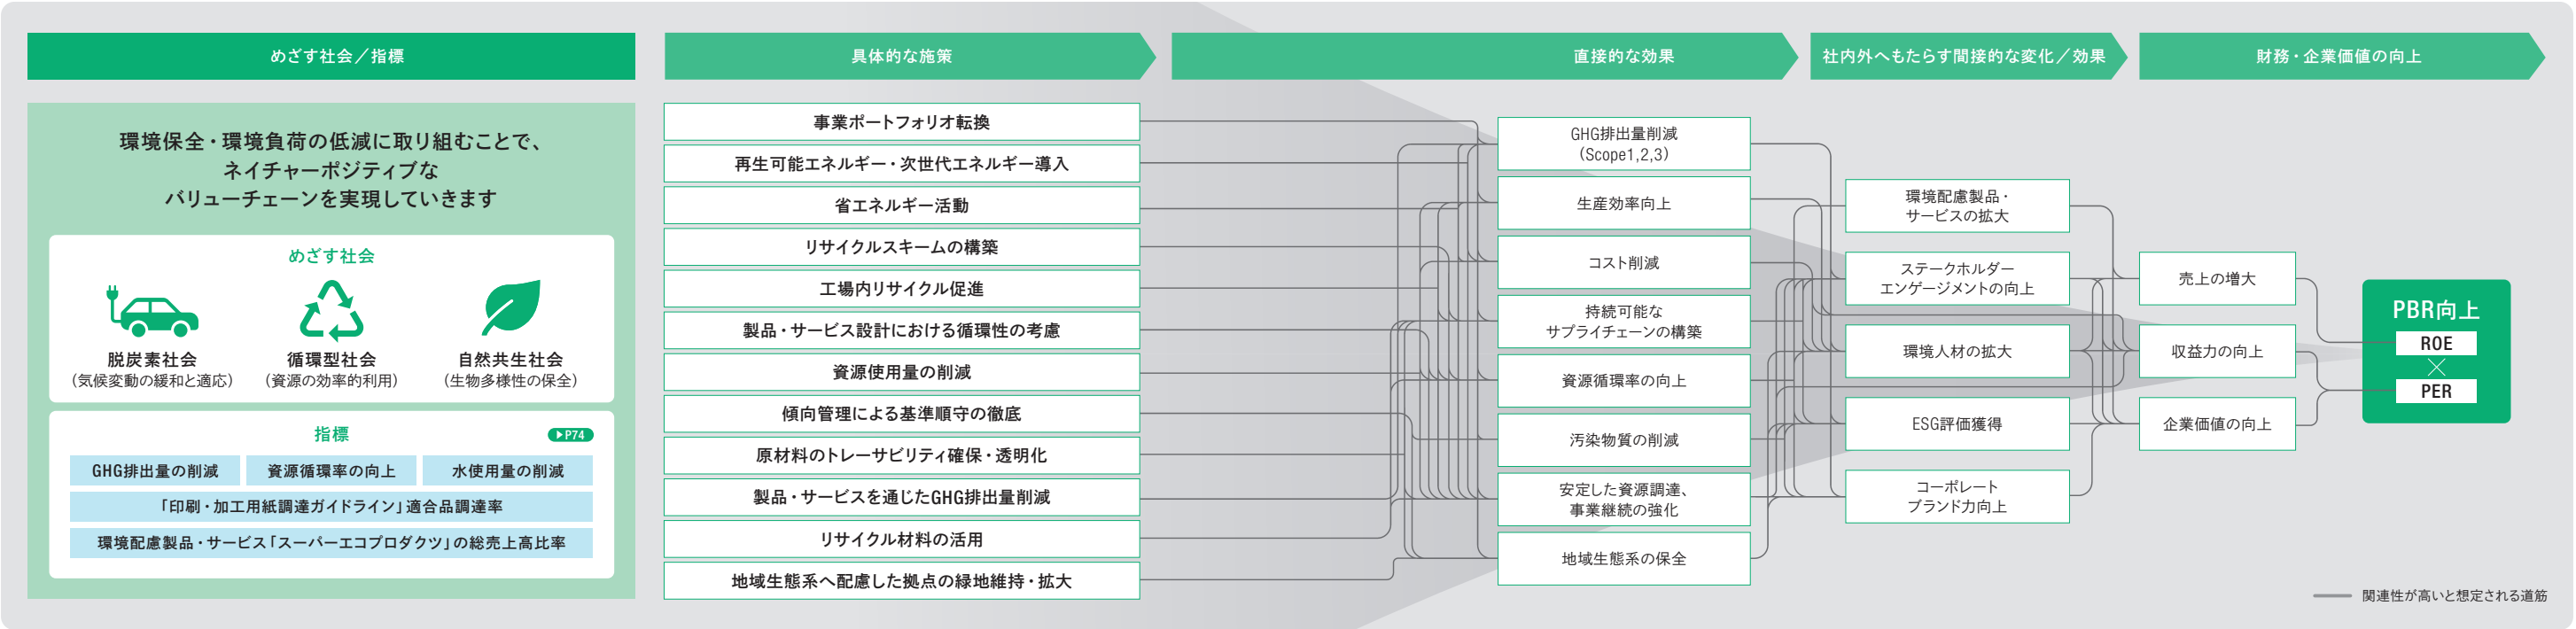 めざす社会／指標
具体的な施策
直接的な効果
社内外へもたらす間接的な変化／効果
財務・企業価値の向上
環境保全・環境負荷の低減に取り組むことで、
ネイチャーポジティブな
バリューチェーンを実現していきます
めざす社会
脱炭素社会
（気候変動の緩和と適応）
循環型社会
（資源の効率的利用）
自然共生社会
（生物多様性の保全）
指標
▶P74
GHG排出量の削減
資源循環率の向上
水使用量の削減
「印刷・加工用紙調達ガイドライン」適合品調達率
環境配慮製品・サービス「スーパーエコプロダクツ」の総売上高比率
事業ポートフォリオ転換
再生可能エネルギー・次世代エネルギー導入
省エネルギー活動
リサイクルスキームの構築
工場内リサイクル促進
製品・サービス設計における循環性の考慮
資源使用量の削減
傾向管理による基準順守の徹底
原材料のトレーサビリティ確保・透明化
製品・サービスを通じたGHG排出量削減
リサイクル材料の活用
地域生態系へ配慮した拠点の緑地維持・拡大
GHG排出量削減
（Scope1,2,3）
生産効率向上
コスト削減
持続可能な
サプライチェーンの構築
資源循環率の向上
汚染物質の削減
安定した資源調達、
事業継続の強化
地域生態系の保全
環境配慮製品・
サービスの拡大
ステークホルダー
エンゲージメントの向上
環境人材の拡大
ESG評価獲得
コーポレート
ブランド力向上
売上の増大
収益力の向上
企業価値の向上
PBR向上
ROE
×
PER
関連性が高いと想定される道筋